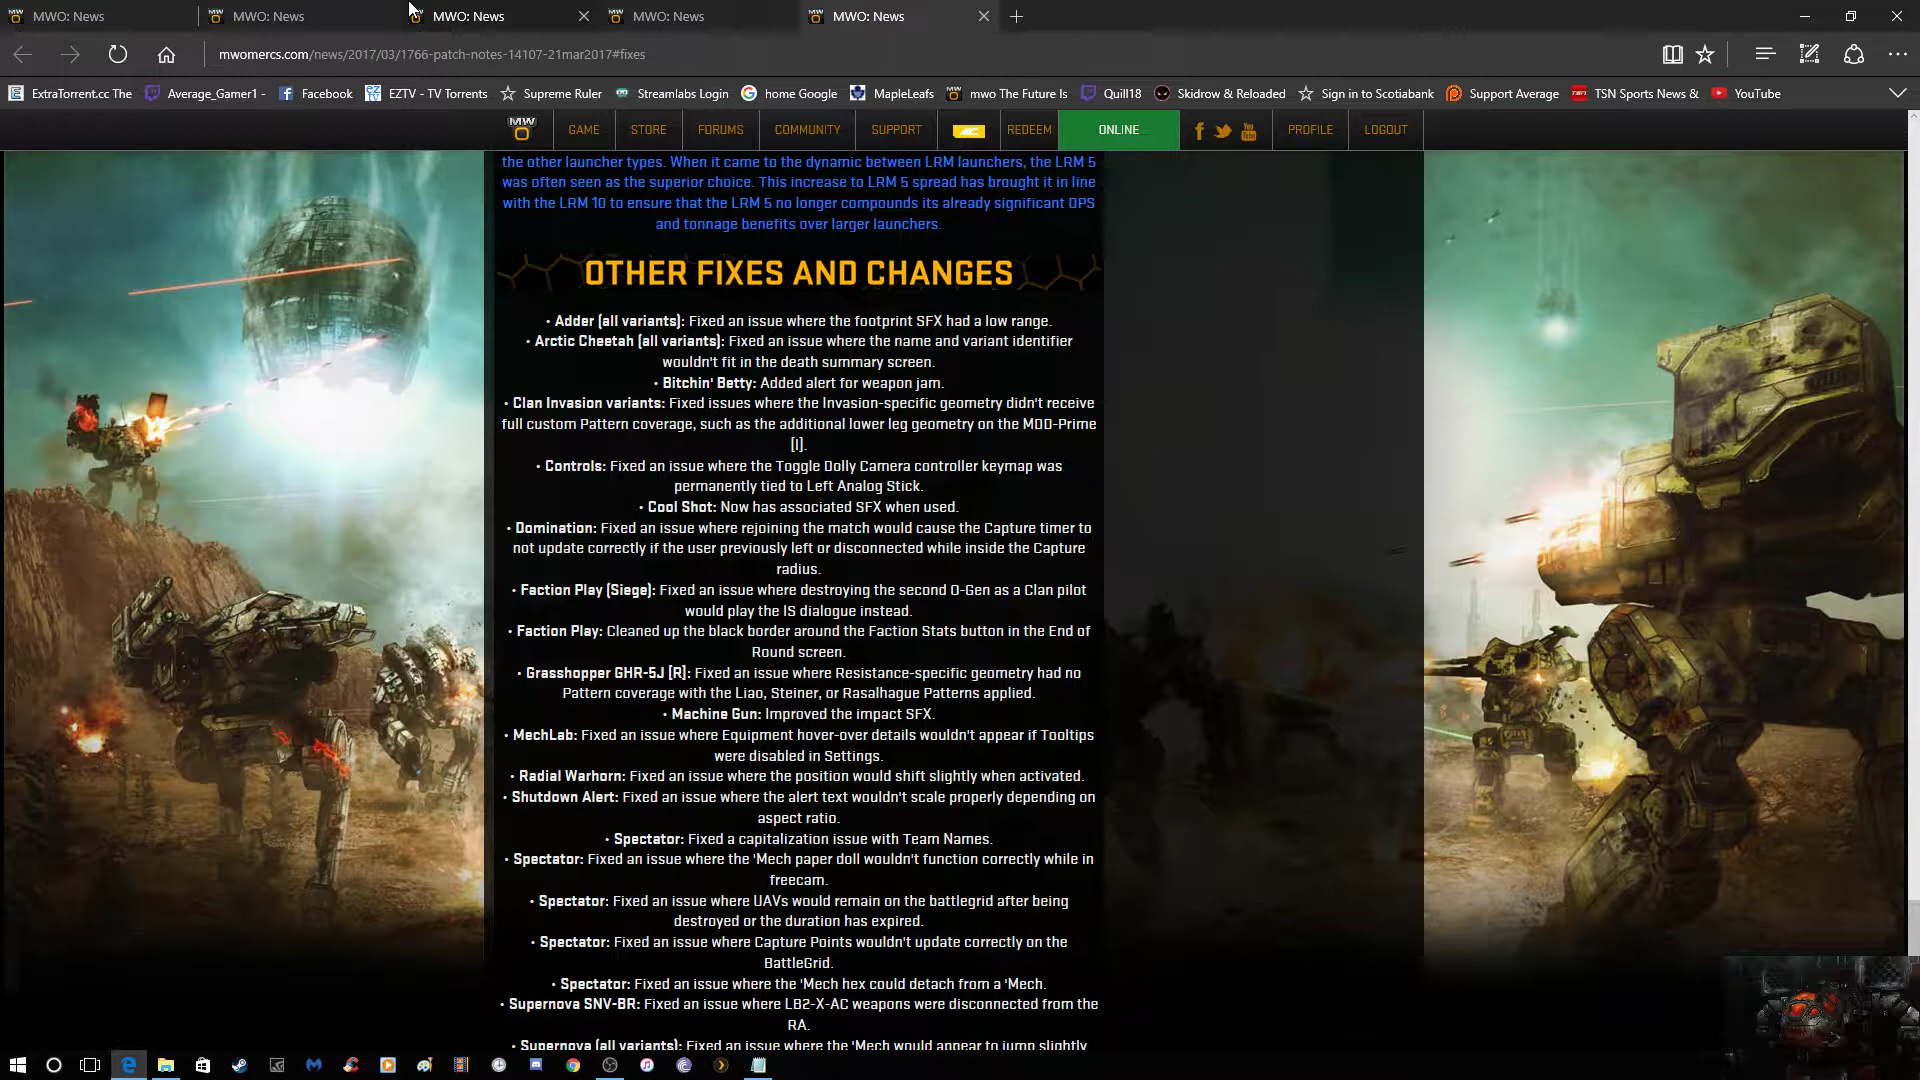 MWO: News
MWO: News
MWO: News
MWO: News
MWO: News
mwomercs.com/news/2017/03/1766-patch-notes-14107-21mar2017#fixes
ExtraTorrent.cc The
Average_Gamer1 -
Facebook
EZTV - TV Torrents
Supreme Ruler
Streamlabs Login
home Google
MapleLeafs
mwo The Future Is
Quill18
Skidrow & Reloaded
Sign in to Scotiabank
Support Average
TSN Sports News &
YouTube
MW
GAME
STORE
FORUMS
COMMUNITY
SUPPORT
MC
REDEEM
ONLINE
PROFILE
LOGOUT
the other launcher types. When it came to the dynamic between LRM launchers, the LRM 5
was often seen as the superior choice. This increase to LRM 5 spread has brought it in line
with the LRM 10 to ensure that the LRM 5 no longer compounds its already significant DPS
and tonnage benefits over larger launchers.
OTHER FIXES AND CHANGES
• Adder (all variants): Fixed an issue where the footprint SFX had a low range.
• Arctic Cheetah (all variants): Fixed an issue where the name and variant identifier
wouldn't fit in the death summary screen.
• Bitchin' Betty: Added alert for weapon jam.
• Clan Invasion variants: Fixed issues where the Invasion-specific geometry didn't receive
full custom Pattern coverage, such as the additional lower leg geometry on the MDD-Prime
[I].
• Controls: Fixed an issue where the Toggle Dolly Camera controller keymap was
permanently tied to Left Analog Stick.
• Cool Shot: Now has associated SFX when used.
• Domination: Fixed an issue where rejoining the match would cause the Capture timer to
not update correctly if the user previously left or disconnected while inside the Capture
radius.
• Faction Play (Siege): Fixed an issue where destroying the second O-Gen as a Clan pilot
would play the IS dialogue instead.
• Faction Play: Cleaned up the black border around the Faction Stats button in the End of
Round screen.
• Grasshopper GHR-5J [R]: Fixed an issue where Resistance-specific geometry had no
Pattern coverage with the Liao, Steiner, or Rasalhague Patterns applied.
• Machine Gun: Improved the impact SFX.
• MechLab: Fixed an issue where Equipment hover-over details wouldn't appear if Tooltips
were disabled in Settings.
• Radial Warhorn: Fixed an issue where the position would shift slightly when activated.
• Shutdown Alert: Fixed an issue where the alert text wouldn't scale properly depending on
aspect ratio.
• Spectator: Fixed a capitalization issue with Team Names.
• Spectator: Fixed an issue where the 'Mech paper doll wouldn't function correctly while in
freecam.
• Spectator: Fixed an issue where UAVs would remain on the battlegrid after being
destroyed or the duration has expired.
• Spectator: Fixed an issue where Capture Points wouldn't update correctly on the
BattleGrid.
• Spectator: Fixed an issue where the 'Mech hex could detach from a 'Mech.
• Supernova SNV-BR: Fixed an issue where LB2-X-AC weapons were disconnected from the
RA.
• Supernova (all variants): Fixed an issue where the 'Mech would appear to jump slightly